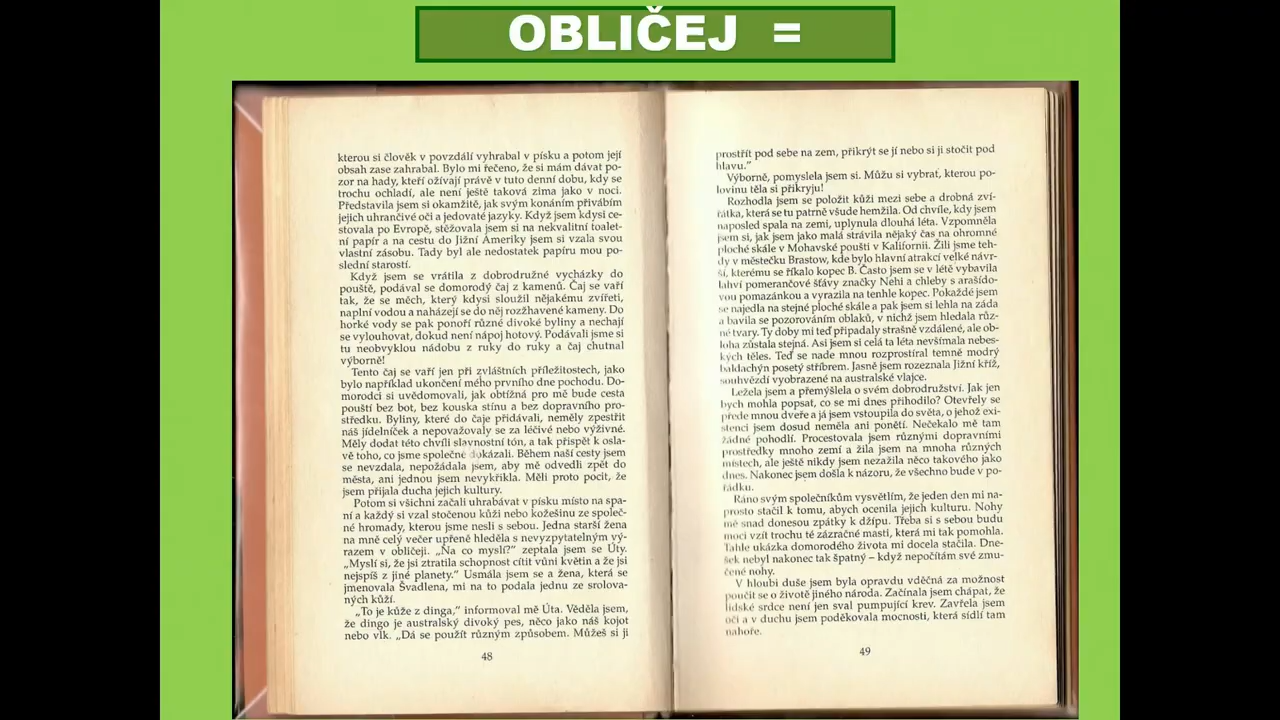 OBLIČEJ =
kterou si člověk v povzdálí vyhrabal v písku a potom její
obsah zase zahrabal. Bylo mi řečeno, že si mám dávat po-
zor na hady, kteří ožívají právě v tuto denní dobu, kdy se
trochu ochladí, ale není ještě taková zima jako v noci.
Představila jsem si okamžitě, jak svým konáním přivábím
jejich uhrančivé oči a jedovaté jazyky. Když jsem kdysi ce-
stovala po Evropě, stěžovala jsem si na nekvalitní toalet-
ní papír a na cestu do Jižní Ameriky jsem si vzala svou
vlastní zásobu. Tady byl ale nedostatek papíru mou po-
slední starostí.
Když jsem se vrátila z dobrodružné vycházky do
pouště, podával se domorodý čaj z kamenů. Čaj se vaří
tak, že se měch, který kdysi sloužil nějakému zvířeti,
naplní vodou a naházejí se do něj rozžhavené kameny. Do
horké vody se pak ponoří různé divoké byliny a nechají
se vylouhovat, dokud není nápoj hotový. Podávali jsme si
tu neobvyklou nádobu z ruky do ruky a čaj chutnal
výborně!
Tento čaj se vaří jen při zvláštních příležitostech, jako
bylo například ukončení mého prvního dne pochodu. Do-
morodci si uvědomovali, jak obtížná pro mě bude cesta
pouští bez bot, bez kouska stínu a bez dopravního pro-
středku. Byliny, které do čaje přidávali, neměly zpestřit
náš jídelníček a nepovažovaly se za léčivé nebo výživné.
Měly dodat této chvíli slavnostní tón, a tak přispět k osla-
vě toho, co jsme společně dokázali. Během naší cesty jsem
se nevzdala, nepožádala jsem, aby mě odvedli zpět do
města, ani jednou jsem nevykřikla. Měli proto pocit, že
jsem přijala ducha jejich kultury.
Potom si všichni začali uhrabávat v písku místo na spa-
ní a každý si vzal stočenou kůži nebo kožešinu ze společ-
né hromady, kterou jsme nesli s sebou. Jedna starší žena
na mně celý večer upřeně hleděla s nevyzpytatelným vý-
razem v obličeji. „Na co myslí?" zeptala jsem se Úty.
„Myslí si, že jsi ztratila schopnost cítit vůni květin a že jsi
nejspíš z jiné planety." Usmála jsem se a žena, která se
jmenovala Švadlena, mi na to podala jednu ze srolova-
ných kůží.
„To je kůže z dinga," informoval mě Úta. Věděla jsem,
že dingo je australský divoký pes, něco jako náš kojot
nebo vlk. „Dá se použít různým způsobem. Můžeš si ji
48
prostřít pod sebe na zem, přikrýt se jí nebo si ji stočit pod
hlavu."
Výborně, pomyslela jsem si. Můžu si vybrat, kterou po-
lovinu těla si přikryju!
Rozhodla jsem se položit kůži mezi sebe a drobná zví-
řátka, která se tu patrně všude hemžila. Od chvíle, kdy jsem
naposled spala na zemi, uplynula dlouhá léta. Vzpomněla
jsem si, jak jsem jako malá strávila nějaký čas na ohromné
ploché skále v Mohavské poušti v Kalifornii. Žili jsme teh-
dy v městečku Brastow, kde bylo hlavní atrakcí velké návr-
ší, kterému se říkalo kopec B. Často jsem se v létě vybavila
lahví pomerančové šťávy značky Nehi a chleby s arašído-
vou pomazánkou a vyrazila na tenhle kopec. Pokaždé jsem
se najedla na stejné ploché skále a pak jsem si lehla na záda
a bavila se pozorováním oblaků, v nichž jsem hledala růz-
né tvary. Ty doby mi teď připadaly strašně vzdálené, ale ob-
loha zůstala stejná. Asi jsem si celá ta léta nevšímala nebes-
kých těles. Teď se nade mnou rozprostíral temně modrý
baldachýn posetý stříbrem. Jasně jsem rozeznala Jižní kříž,
souhvězdí vyobrazené na australské vlajce.
Ležela jsem a přemýšlela o svém dobrodružství. Jak jen
bych mohla popsat, co se mi dnes přihodilo? Otevřely se
přede mnou dveře a já jsem vstoupila do světa, o jehož exi-
stenci jsem dosud neměla ani ponětí. Nečekalo mě tam
žádné pohodlí. Procestovala jsem různými dopravními
prostředky mnoho zemí a žila jsem na mnoha různých
místech, ale ještě nikdy jsem nezažila něco takového jako
dnes. Nakonec jsem došla k názoru, že všechno bude v po-
řádku.
Ráno svým společníkům vysvětlím, že jeden den mi na-
prosto stačil k tomu, abych ocenila jejich kulturu. Nohy
mě snad donesou zpátky k džípu. Třeba si s sebou budu
moci vzít trochu té zázračné masti, která mi tak pomohla.
Tahle ukázka domorodého života mi docela stačila. Dne-
šek nebyl nakonec tak špatný – když nepočítám své zmu-
čené nohy.
V hloubi duše jsem byla opravdu vděčná za možnost
poučit se o životě jiného národa. Začínala jsem chápat, že
lidské srdce není jen sval pumpující krev. Zavřela jsem
oči a v duchu jsem poděkovala mocnosti, která sídlí tam
nahoře.
49